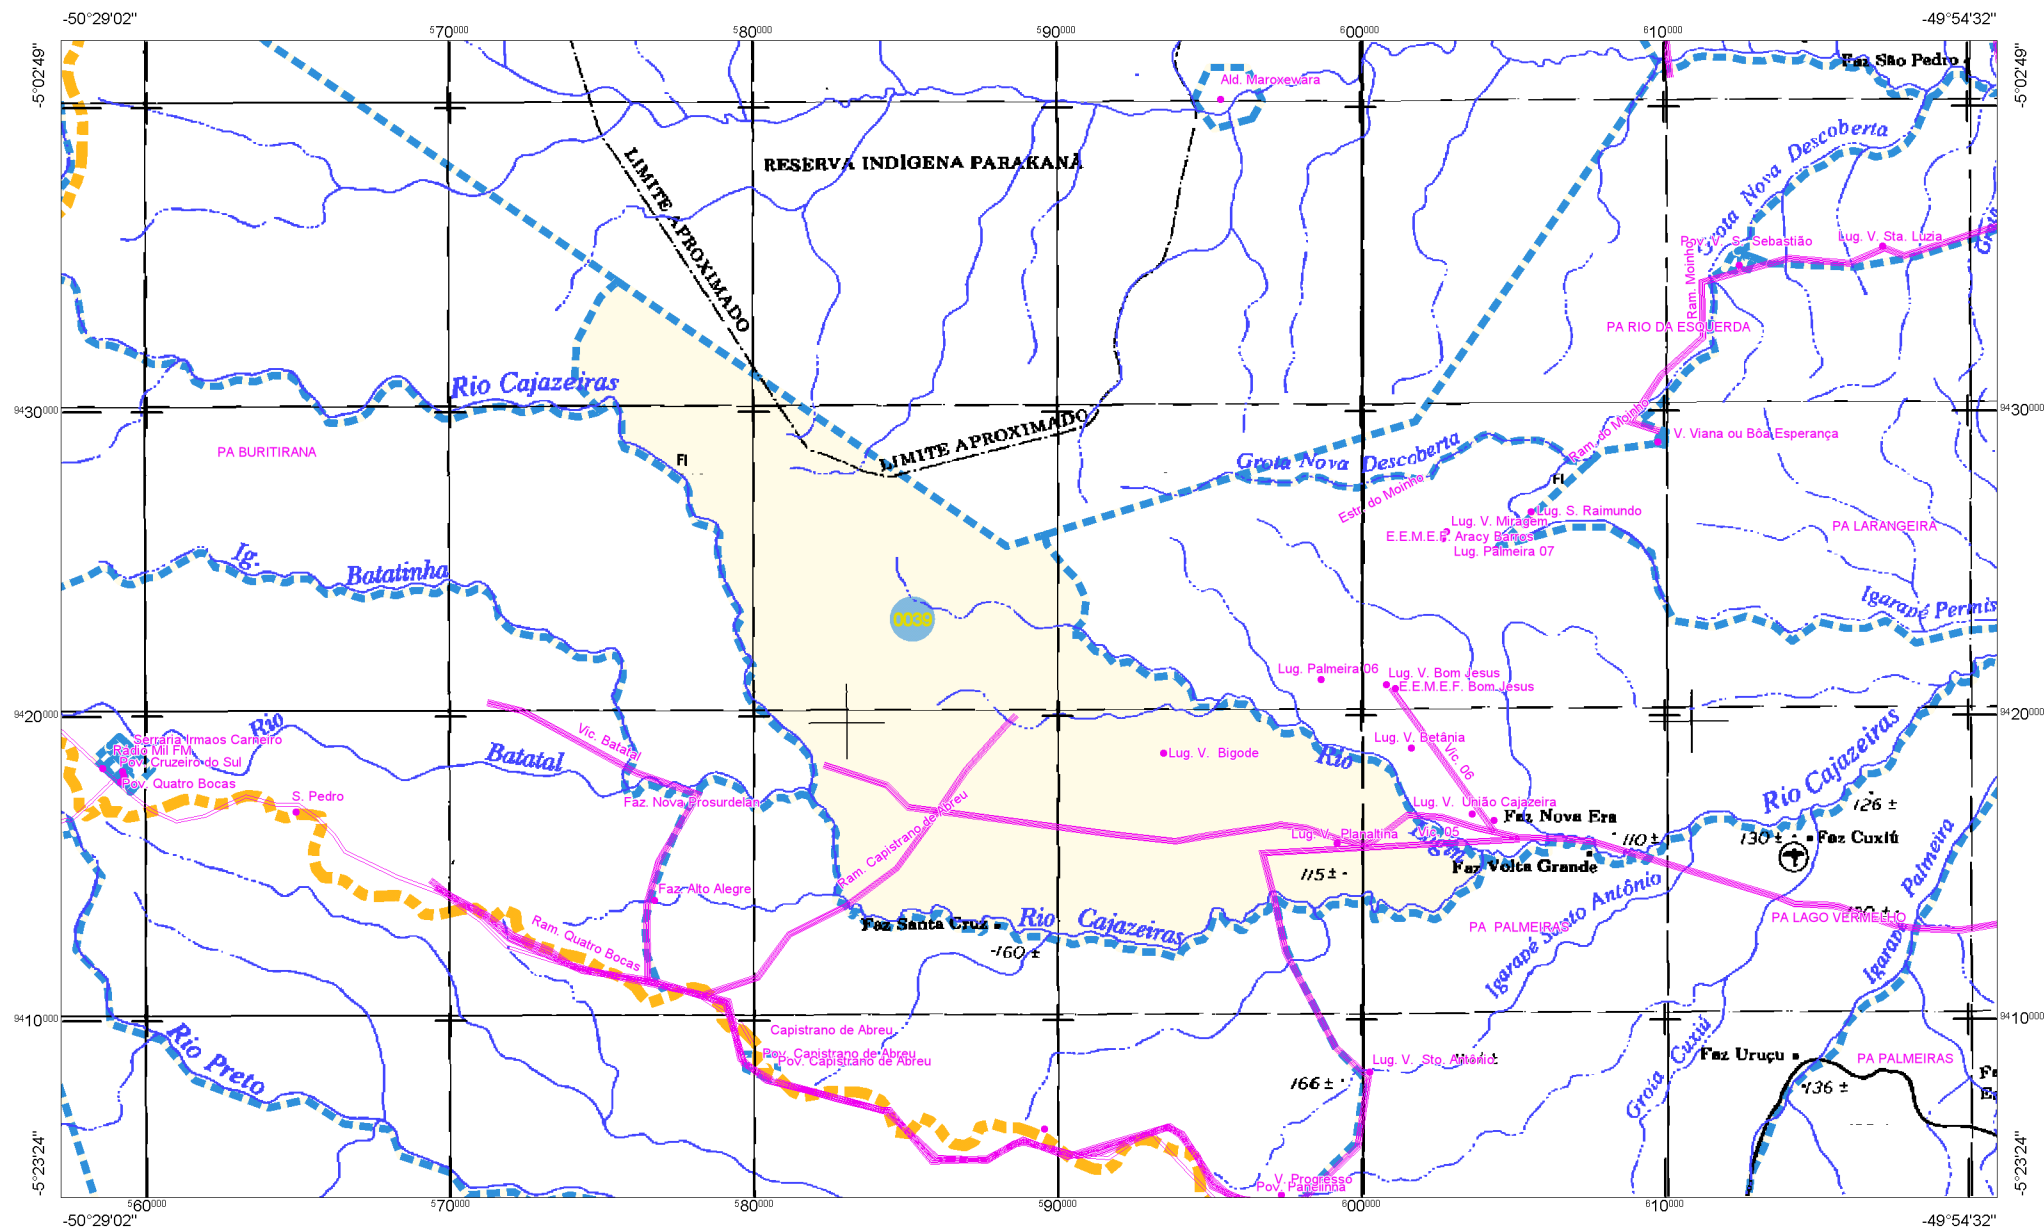 -50°29'02"
-49°54'32"
570000
580000
590000
600000
610000
-5°02'49"
-5°02'49"
Faz São Pedro
Ald. Maroxewara
Grota Nova Descoberta
LIMITE APROXIMADO
RESERVA INDÍGENA PARAKANÃ
Pov. V. S. Sebastião
Lug. V. Sta. Luzia
Grota
Ram. Moinho
PA RIO DA ESQUERDA
Rio Cajazeiras
9430000
9430000
LIMITE APROXIMADO
Ram. do Moinho
V. Viana ou Bôa Esperança
PA BURITIRANA
FI
Grota Nova Descoberta
Estr. do Moinho
FI
Lug. S. Raimundo
Lug. V. Miragem
E.E.M.E.F. Aracy Barros
Lug. Palmeira 07
PA LARANGEIRA
Ig. Batatinha
Igarapé Permis
0039
Lug. Palmeira 06
Lug. V. Bom Jesus
E.E.M.E.F. Bom Jesus
9420000
9420000
Rio Batatal
Serraria Irmaos Carneiro
Radio Mil FM
Pov. Cruzeiro do Sul
Pov. Quatro Bocas
Vic. Batatal
Lug. V. Betânia
Lug. V. Bigode
Rio
Vic. 06
Rio Cajazeiras
S. Pedro
Faz. Nova Prosurdelan
Ram. Capistrano de Abreu
Lug. V. União Cajazeira
Faz Nova Era
126 ±
Lug. V. Planaltina
Vic. 05
110 ±
130 ±
Faz Cuxiú
Faz Volta Grande
115 ±
Igarapé Palmeira
Faz. Alto Alegre
Ram. Quatro Bocas
Faz Santa Cruz
Rio Cajazeiras
160 ±
PA PALMEIRAS
Igarapé Santo Antônio
PA LAGO VERMELHO
9410000
9410000
Rio Preto
Capistrano de Abreu
Pov. Capistrano de Abreu
Pov. Capistrano de Abreu
Lug. V. Sto. Antônio
166 ±
Grota Cuxiú
Faz Uruçu
PA PALMEIRAS
136 ±
-5°23'24"
-5°23'24"
V. Progresso
Pov. Panelinha
560000
570000
580000
590000
600000
610000
-50°29'02"
-49°54'32"